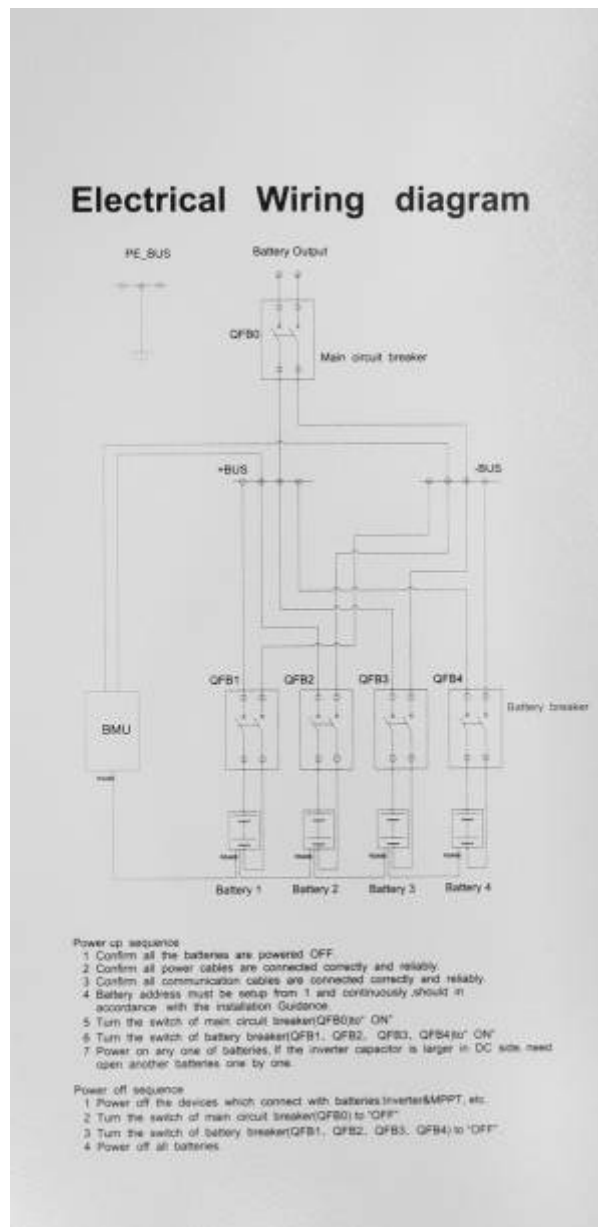 Electrical Wiring diagram
PE_BUS
Battery Output
QFB0
Main circuit breaker
+BUS
-BUS
QFB1
QFB2
QFB3
QFB4
Battery breaker
BMU
Battery 1
Battery 2
Battery 3
Battery 4
Power up sequence
1 Confirm all the batteries are powered OFF
2 Confirm all power cables are connected correctly and reliably.
3 Confirm all communication cables are connected correctly and reliably.
4 Battery address must be setup from 1 and continuously ,should in
accordance with the installation Guidance.
5 Turn the switch of main circuit breaker(QFB0)to" ON"
6 Turn the switch of battery breaker(QFB1, QFB2, QFB3, QFB4)to" ON"
7 Power on any one of batteries, If the inverter capacitor is larger in DC side, need
open another batteries one by one.
Power off sequence
1 Power off the devices which connect with batteries:Inverter&MPPT, etc.
2 Turn the switch of main circuit breaker(QFB0) to "OFF"
3 Turn the switch of battery breaker(QFB1, QFB2, QFB3, QFB4) to "OFF"
4 Power off all batteries.